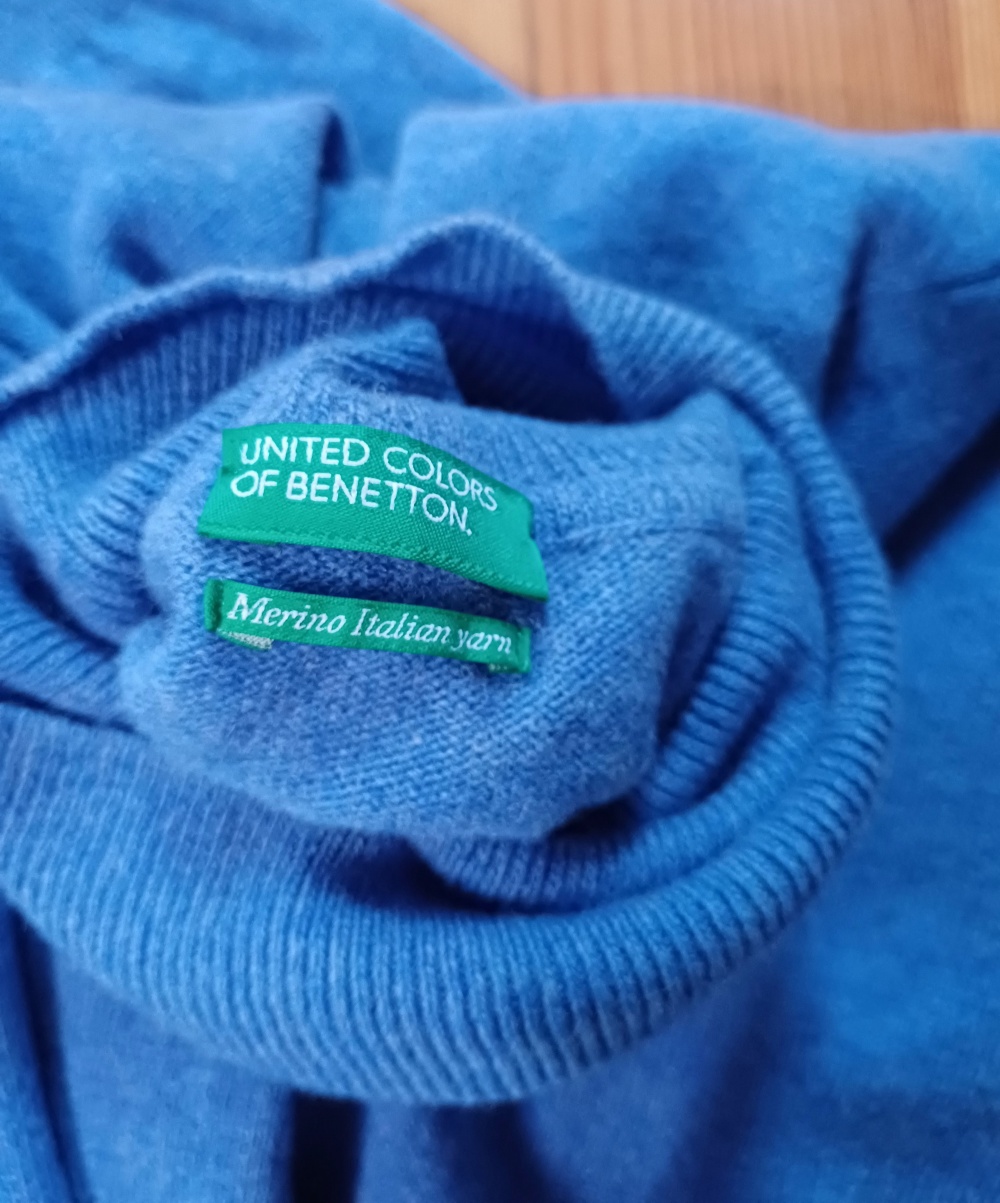 UNITED COLORS
OF BENETTON.
Merino Italian yarn